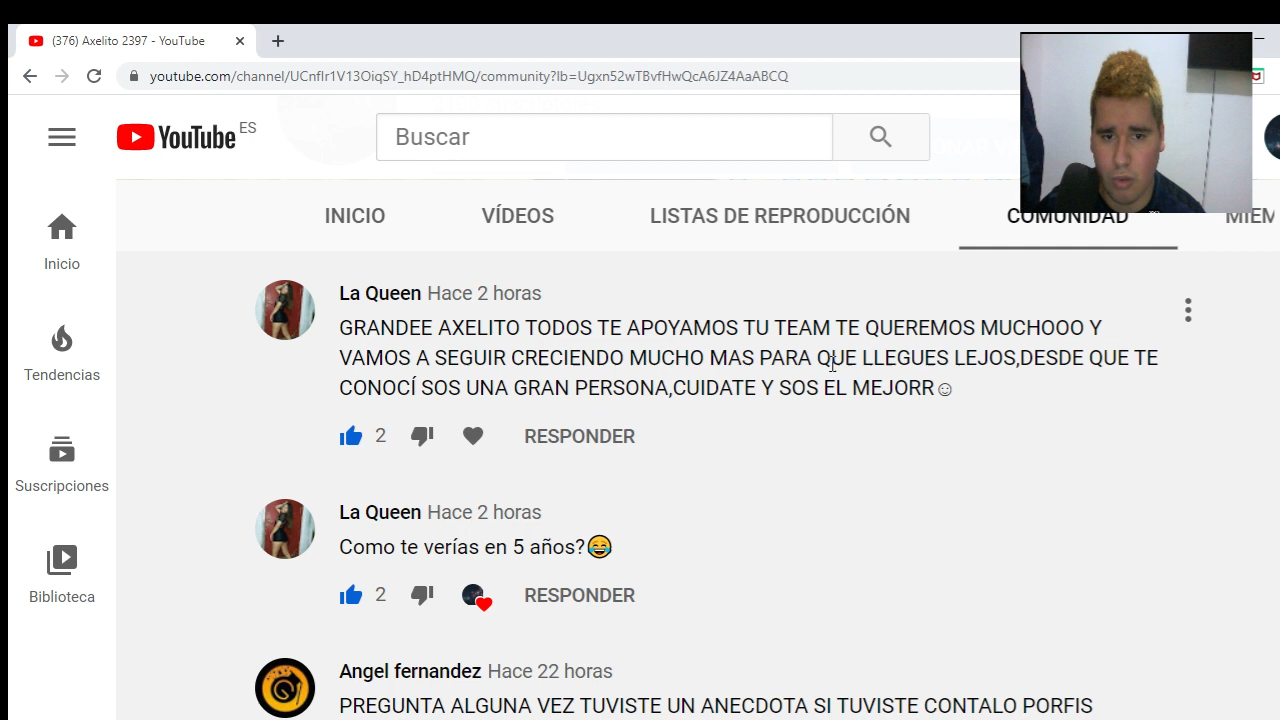 (376) Axelito 2397 - YouTube
youtube.com/channel/UCnflr1V13OiqSY_hD4ptHMQ/community?lb=Ugxn52wTBvfHwQcA6JZ4AaABCQ
YouTube ES
Buscar
INICIO VÍDEOS LISTAS DE REPRODUCCIÓN COMUNIDAD MIEM
Inicio
Tendencias
Suscripciones
Biblioteca
La Queen Hace 2 horas
GRANDEE AXELITO TODOS TE APOYAMOS TU TEAM TE QUEREMOS MUCHOOO Y
VAMOS A SEGUIR CRECIENDO MUCHO MAS PARA QUE LLEGUES LEJOS,DESDE QUE TE
CONOCÍ SOS UNA GRAN PERSONA,CUIDATE Y SOS EL MEJORR☺
2 RESPONDER
La Queen Hace 2 horas
Como te verías en 5 años?😂
2 RESPONDER
Angel fernandez Hace 22 horas
PREGUNTA ALGUNA VEZ TUVISTE UN ANECDOTA SI TUVISTE CONTALO PORFIS